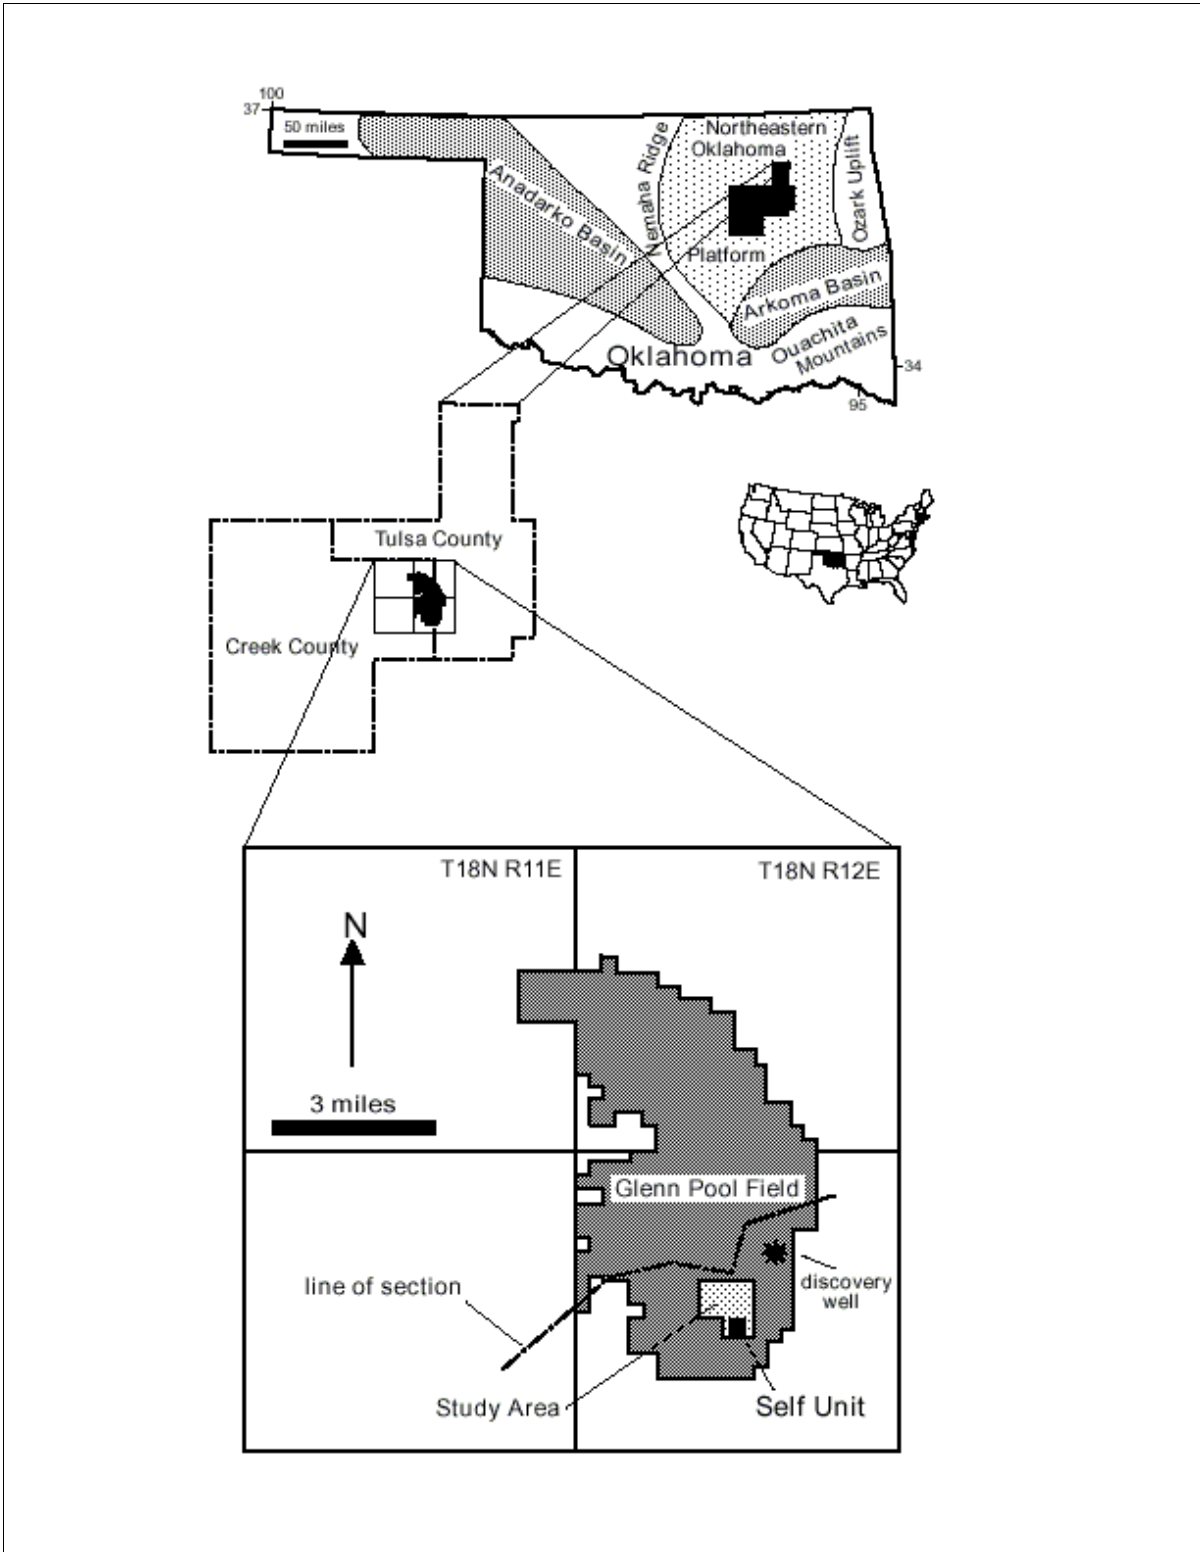 100
37
50 miles
Nemaha Ridge
Northeastern
Oklahoma
Platform
Ozark Uplift
Anadarko Basin
Arkoma Basin
Ouachita
Mountains
Oklahoma
34
95
Tulsa County
Creek County
T18N R11E
T18N R12E
N
3 miles
Glenn Pool Field
line of section
discovery
well
Study Area
Self Unit